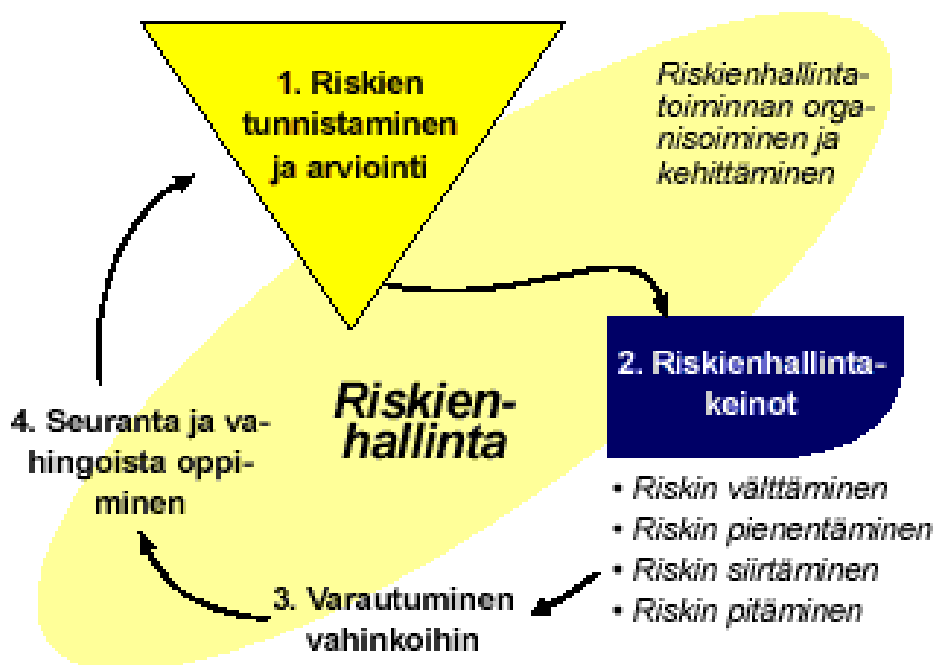 1. Riskien
tunnistaminen
ja arviointi
Riskienhallinta-
toiminnan orga-
nisoiminen ja
kehittäminen
2. Riskienhallinta-
keinot
• Riskin välttäminen
• Riskin pienentäminen
• Riskin siirtäminen
• Riskin pitäminen
3. Varautuminen
vahinkoihin
4. Seuranta ja va-
hingoista oppi-
minen
Riskien-
hallinta